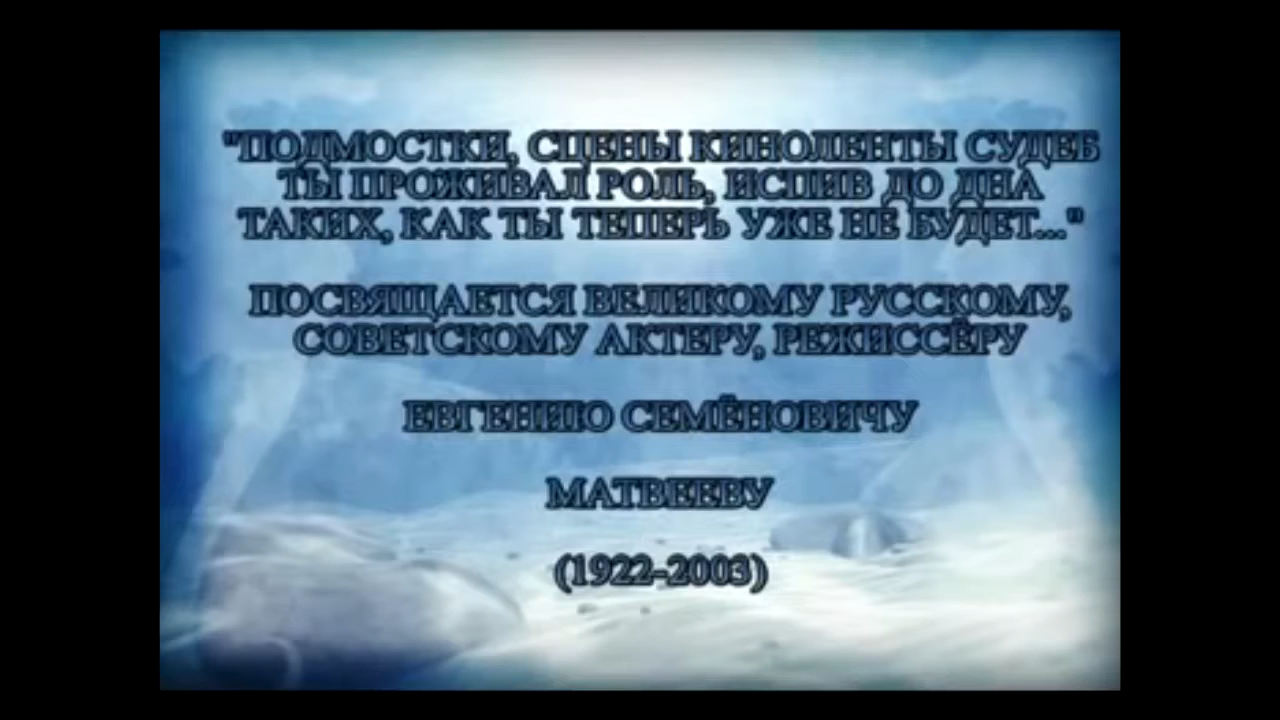 "ПОДМОСТКИ, СЦЕНЫ КИНОЛЕНТЫ СУДЕБ
ТЫ ПРОЖИВАЛ РОЛЬ, ИСПИВ ДО ДНА
ТАКИХ, КАК ТЫ ТЕПЕРЬ УЖЕ НЕ БУДЕТ..."
ПОСВЯЩАЕТСЯ ВЕЛИКОМУ РУССКОМУ,
СОВЕТСКОМУ АКТЕРУ, РЕЖИССЁРУ
ЕВГЕНИЮ СЕМЁНОВИЧУ
МАТВЕЕВУ
(1922-2003)